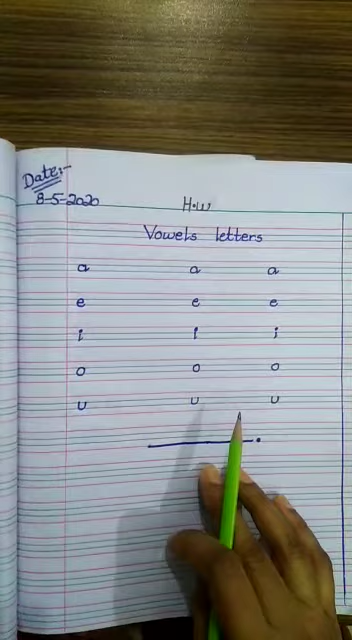 Date:-
8-5-2020
H.W
Vowels letters
a a a
e e e
i i i
o o o
u u u